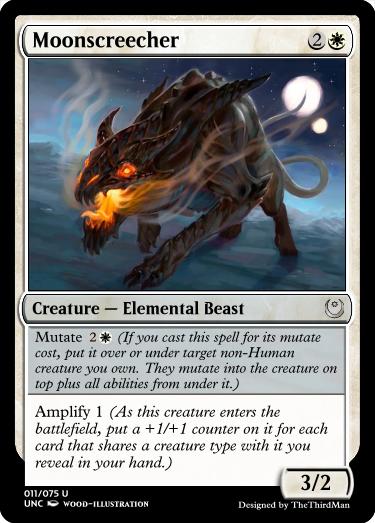 Moonscreecher 2
Creature — Elemental Beast
Mutate 2 (If you cast this spell for its mutate
cost, put it over or under target non-Human
creature you own. They mutate into the creature on
top plus all abilities from under it.)
Amplify 1 (As this creature enters the
battlefield, put a +1/+1 counter on it for each
card that shares a creature type with it you
reveal in your hand.)
3/2
011/075 U
UNC WOOD-ILLUSTRATION Designed by TheThirdMan